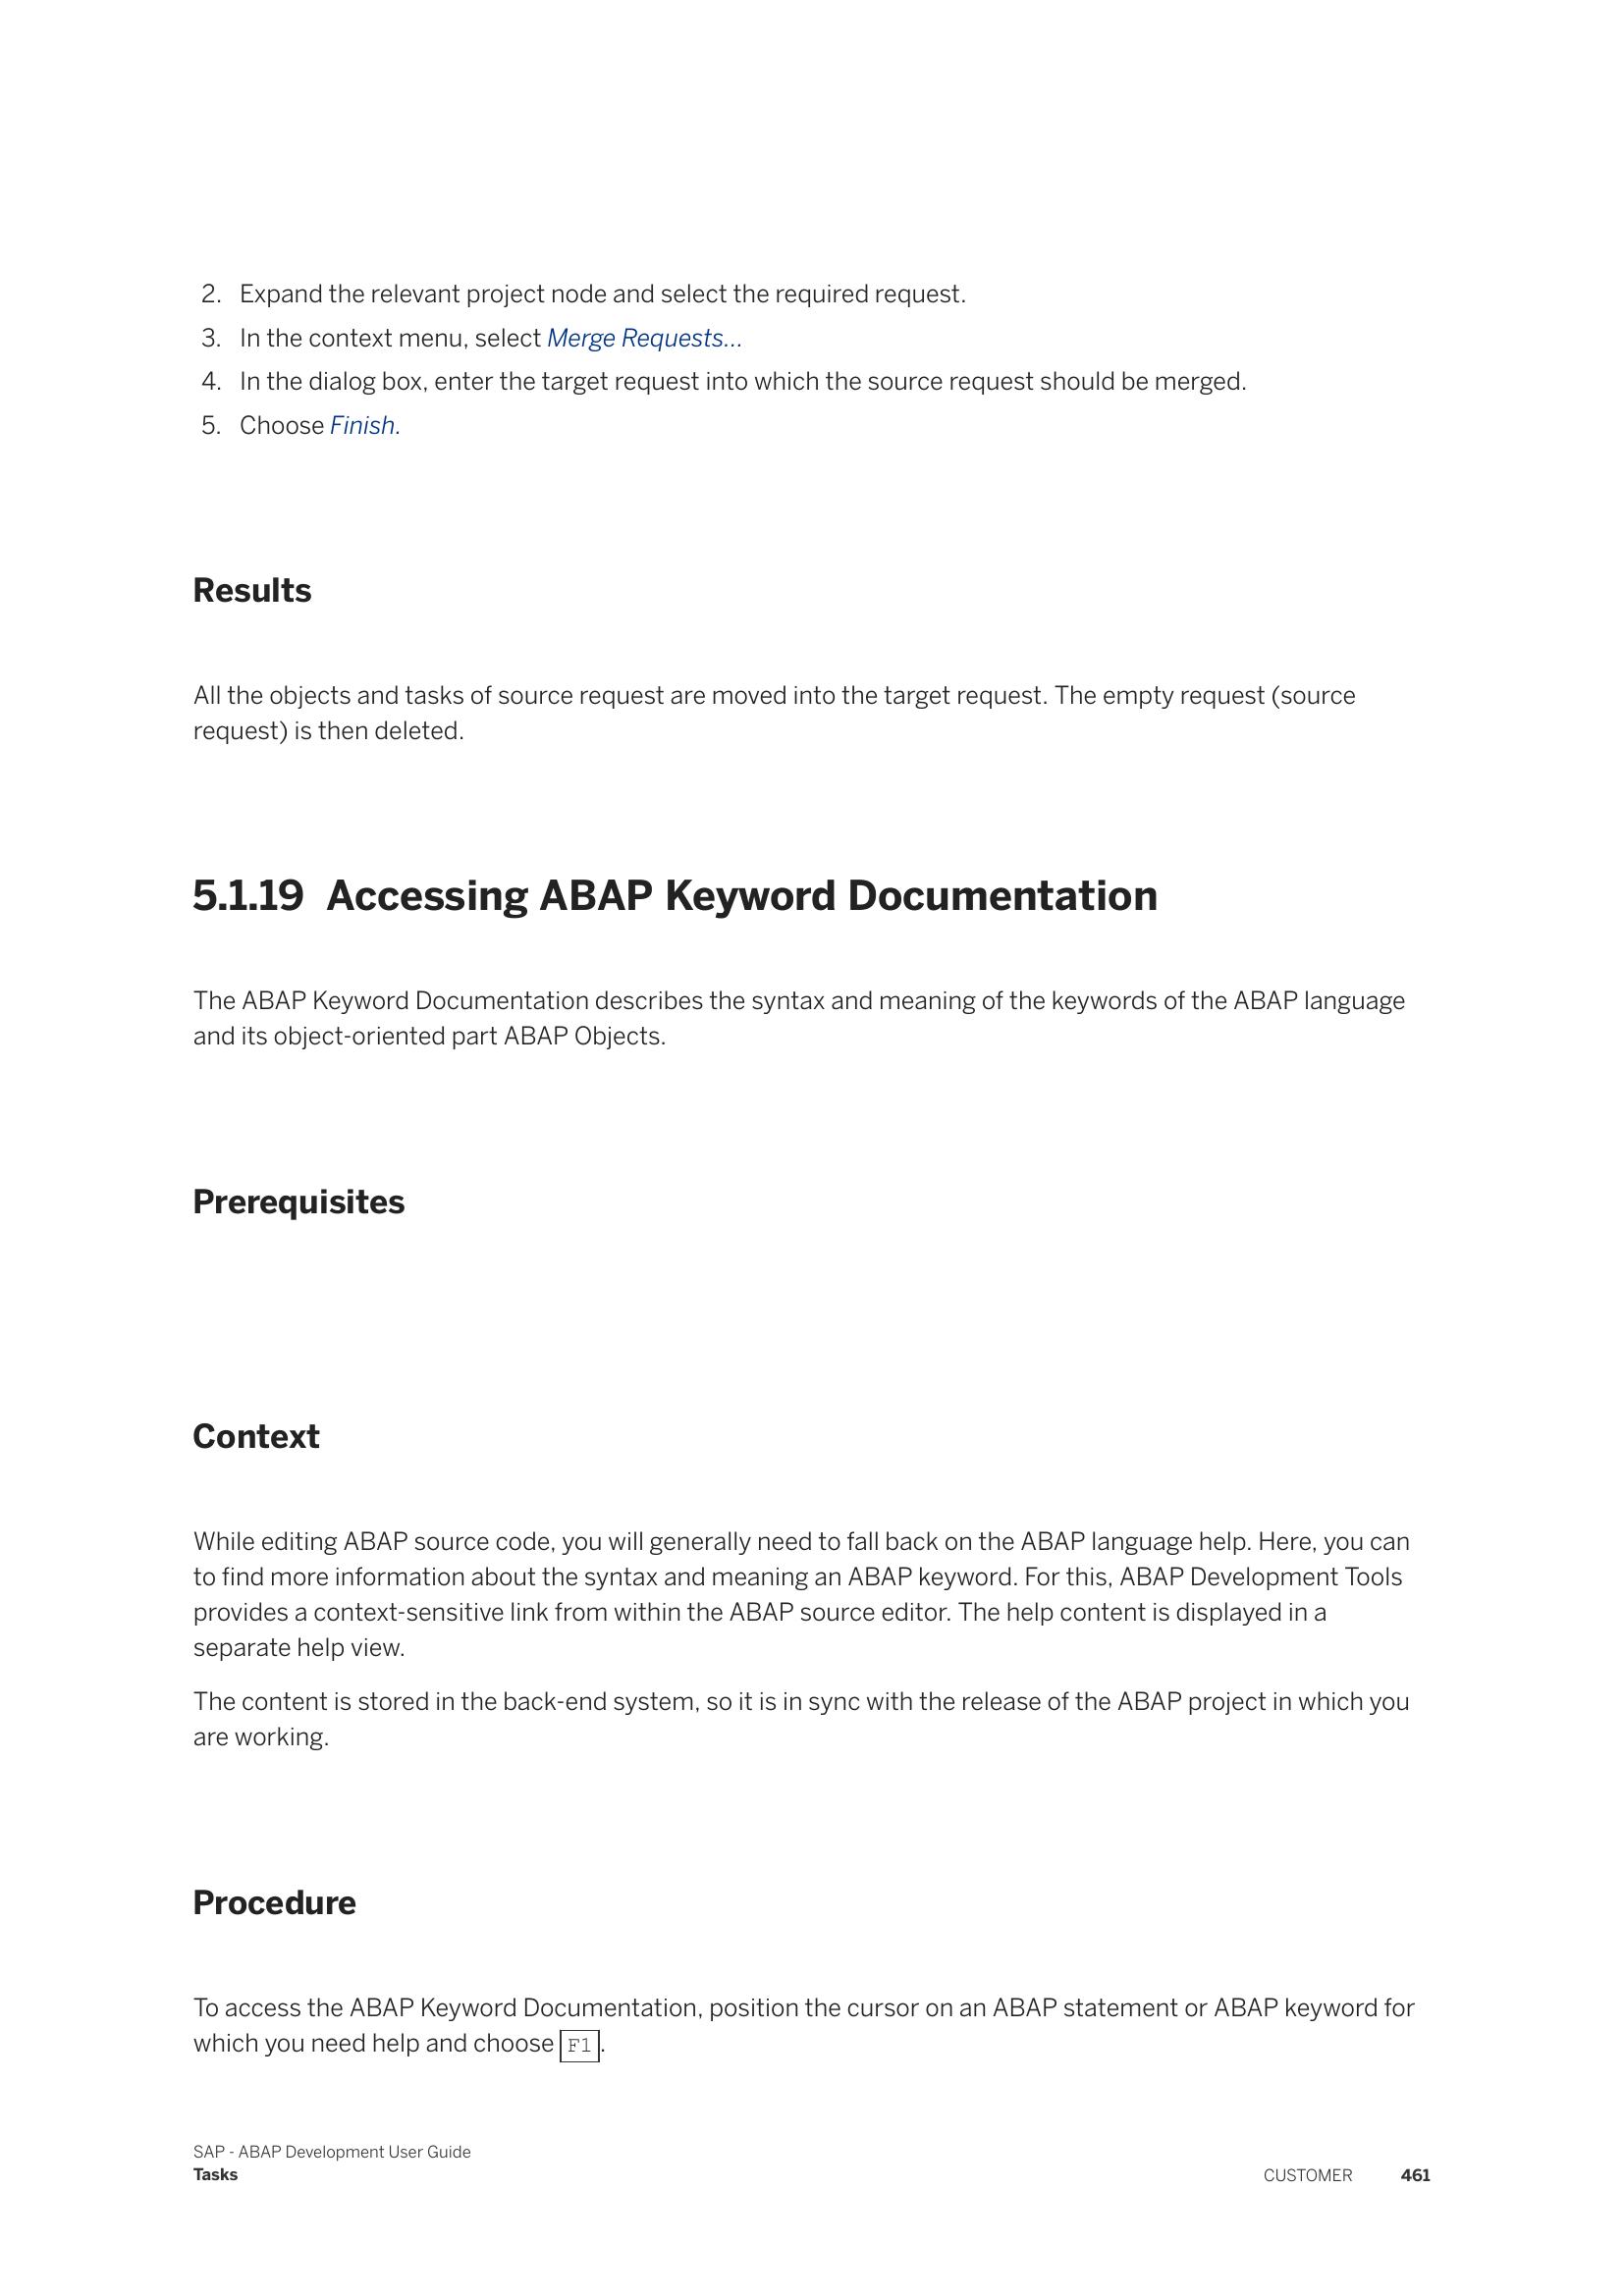 2. Expand the relevant project node and select the required request.
3. In the context menu, select Merge Requests...
4. In the dialog box, enter the target request into which the source request should be merged.
5. Choose Finish.
Results
All the objects and tasks of source request are moved into the target request. The empty request (source
request) is then deleted.
5.1.19 Accessing ABAP Keyword Documentation
The ABAP Keyword Documentation describes the syntax and meaning of the keywords of the ABAP language
and its object-oriented part ABAP Objects.
Prerequisites
Context
While editing ABAP source code, you will generally need to fall back on the ABAP language help. Here, you can
to find more information about the syntax and meaning an ABAP keyword. For this, ABAP Development Tools
provides a context-sensitive link from within the ABAP source editor. The help content is displayed in a
separate help view.
The content is stored in the back-end system, so it is in sync with the release of the ABAP project in which you
are working.
Procedure
To access the ABAP Keyword Documentation, position the cursor on an ABAP statement or ABAP keyword for
which you need help and choose F1.
SAP - ABAP Development User Guide
Tasks
CUSTOMER 461